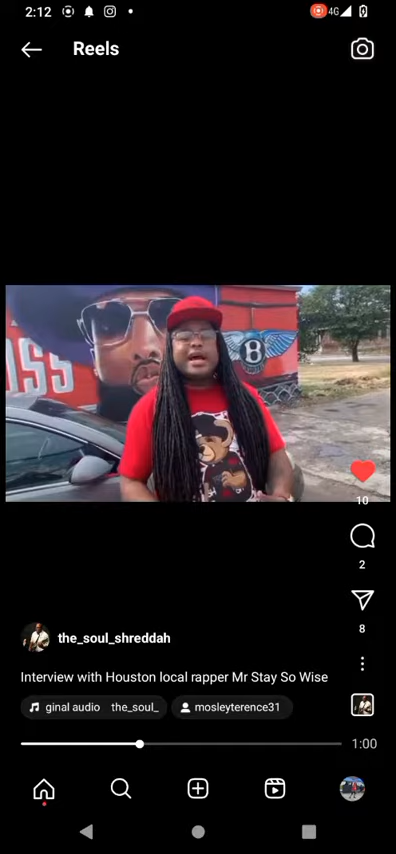 2:12
4G
Reels
OSS
B
10
2
8
the_soul_shreddah
Interview with Houston local rapper Mr Stay So Wise
ginal audio the_soul_
mosleyterence31
1:00